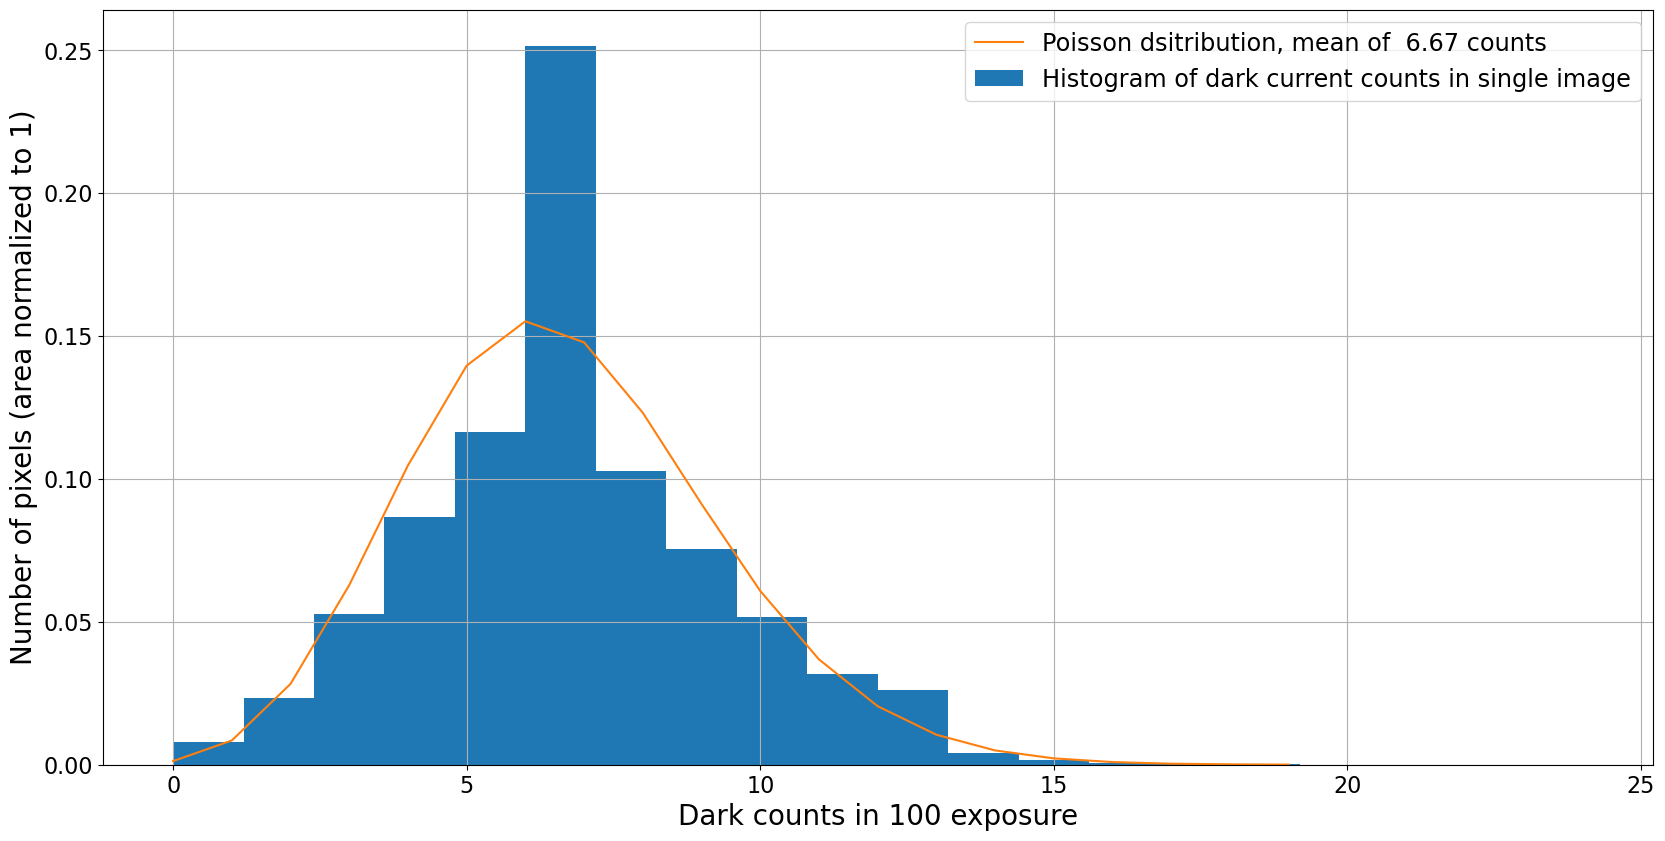 Poisson dsitribution, mean of  6.67 counts
Histogram of dark current counts in single image
Number of pixels (area normalized to 1)
0.25
0.20
0.15
0.10
0.05
0.00
0 5 10 15 20 25
Dark counts in 100 exposure